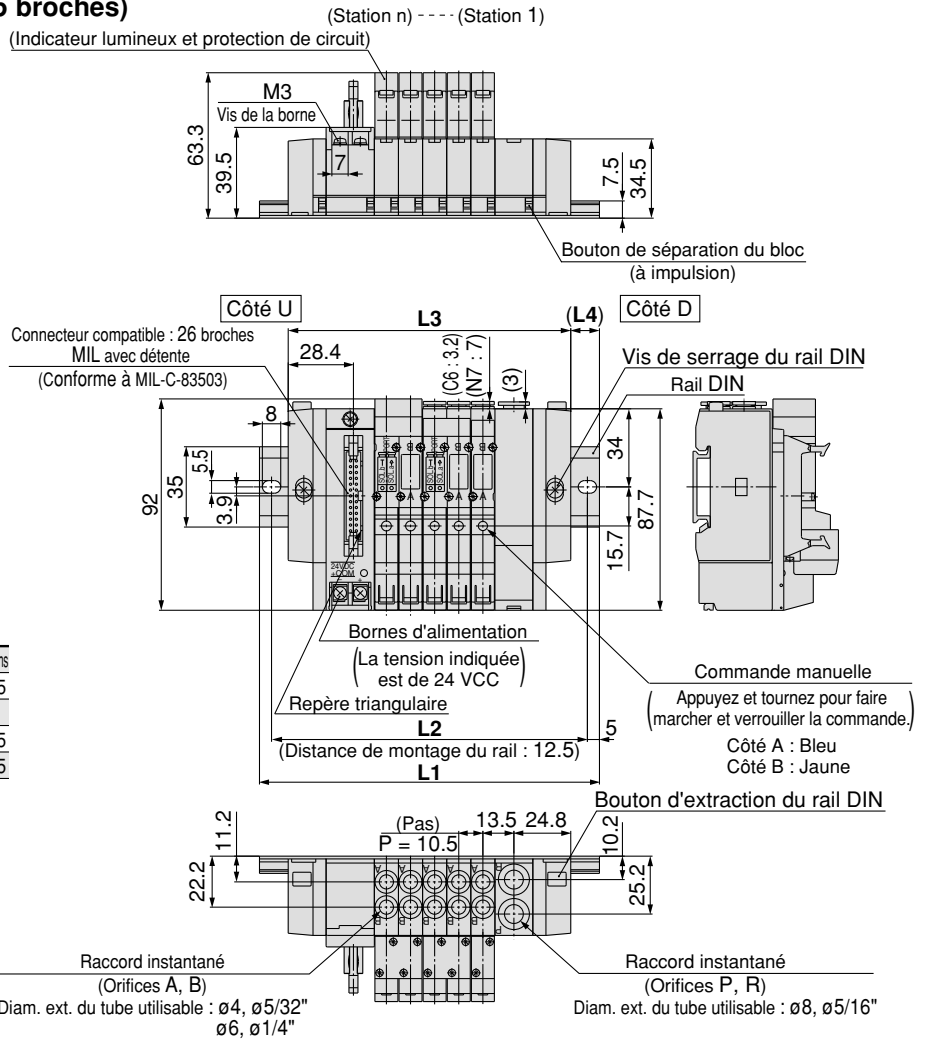 broches)
(Station n) ---- (Station 1)
(Indicateur lumineux et protection de circuit)
M3
Vis de la borne
7
63.3
39.5
7.5
34.5
Bouton de séparation du bloc
(à impulsion)
Côté U
L3
(L4)
Côté D
Connecteur compatible : 26 broches
MIL avec détente
(Conforme à MIL-C-83503)
28.4
(C6 : 3.2)
(N7 : 7)
(3)
Vis de serrage du rail DIN
Rail DIN
8
5.5
35
3.9
92
34
87.7
15.7
SOL.b
SOL.a
SOL.b
SOL.a
B B B
A A A
24VDC
±COM.
Bornes d'alimentation
(La tension indiquée
est de 24 VCC)
Repère triangulaire
Commande manuelle
(Appuyez et tournez pour faire
marcher et verrouiller la commande.)
Côté A : Bleu
Côté B : Jaune
L2
5
(Distance de montage du rail : 12.5)
L1
ns
5
5
5
Bouton d'extraction du rail DIN
(Pas)
P = 10.5
13.5
24.8
10.2
11.2
22.2
25.2
A A A A A
B B B B B
R
P
Raccord instantané
(Orifices A, B)
Diam. ext. du tube utilisable : ø4, ø5/32"
ø6, ø1/4"
Raccord instantané
(Orifices P, R)
Diam. ext. du tube utilisable : ø8, ø5/16"